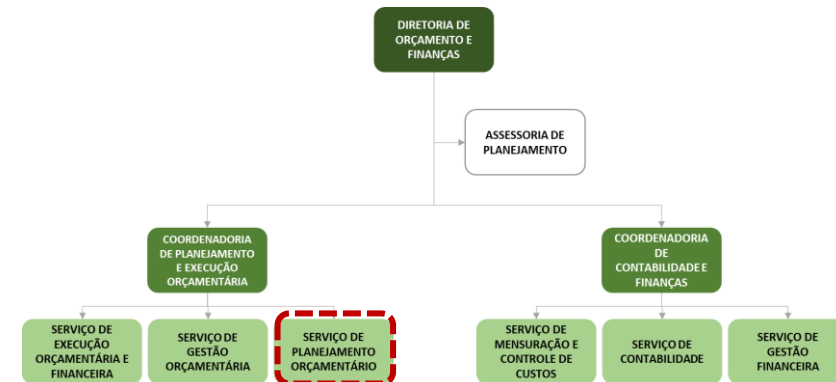 DIRETORIA DE
ORÇAMENTO E
FINANÇAS
ASSESSORIA DE
PLANEJAMENTO
COORDENADORIA
DE PLANEJAMENTO
E EXECUÇÃO
ORÇAMENTÁRIA
COORDENADORIA
DE
CONTABILIDADE E
FINANÇAS
SERVIÇO DE
EXECUÇÃO
ORÇAMENTÁRIA E
FINANCEIRA
SERVIÇO DE
GESTÃO
ORÇAMENTÁRIA
SERVIÇO DE
PLANEJAMENTO
ORÇAMENTÁRIO
SERVIÇO DE
MENSURAÇÃO E
CONTROLE DE
CUSTOS
SERVIÇO DE
CONTABILIDADE
SERVIÇO DE
GESTÃO
FINANCEIRA